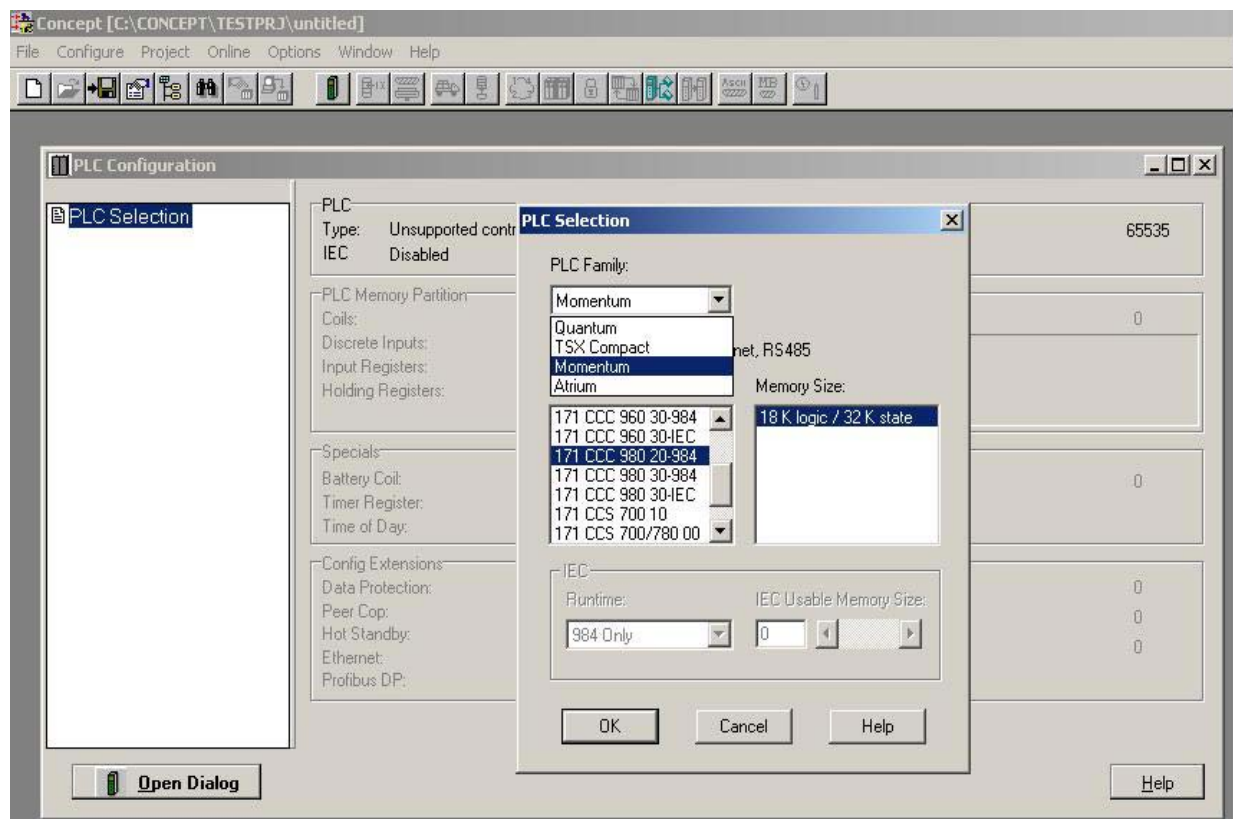 Concept [C:\CONCEPT\TESTPRJ\untitled]
File Configure Project Online Options Window Help
ASCII MB
PLC Configuration
PLC Selection
PLC
Type: Unsupported contr
65535
IEC Disabled
PLC Memory Partition
Coils: 0
Discrete Inputs:
Input Registers:
Holding Registers:
Specials
Battery Coil: 0
Timer Register:
Time of Day:
Config Extensions
Data Protection: 0
Peer Cop: 0
Hot Standby: 0
Ethernet:
Profibus DP:
PLC Selection
PLC Family:
Momentum
Quantum
TSX Compact
Momentum
Atrium
net, RS485
Memory Size:
171 CCC 960 30-984
171 CCC 960 30-IEC
171 CCC 980 20-984
171 CCC 980 30-984
171 CCC 980 30-IEC
171 CCS 700 10
171 CCS 700/780 00
18 K logic / 32 K state
IEC
Runtime: IEC Usable Memory Size:
984 Only 0
OK Cancel Help
Open Dialog Help